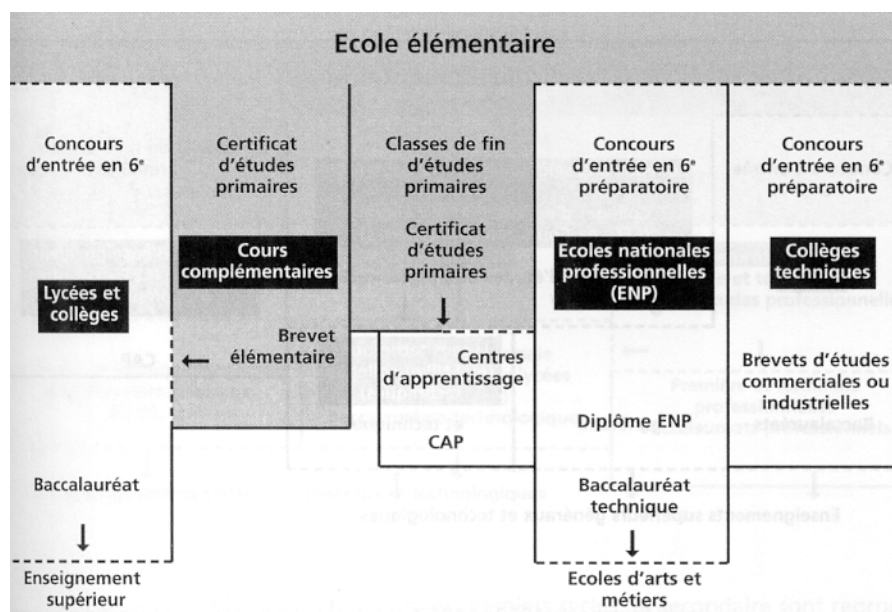 Ecole élémentaire
Concours
d'entrée en 6e
Lycées et
collèges
Baccalauréat
Enseignement
supérieur
Certificat
d'études
primaires
Cours
complémentaires
Brevet
élémentaire
Classes de fin
d'études
primaires
Certificat
d'études
primaires
Centres
d'apprentissage
CAP
Concours
d'entrée en 6e
préparatoire
Ecoles nationales
professionnelles
(ENP)
Diplôme ENP
Baccalauréat
technique
Ecoles d'arts et
métiers
Concours
d'entrée en 6e
préparatoire
Collèges
techniques
Brevets d'études
commerciales ou
industrielles